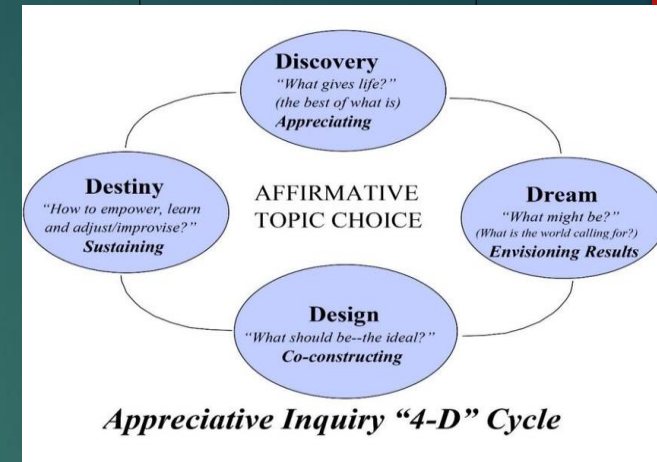 Discovery
“What gives life?”
(the best of what is)
Appreciating
Destiny
“How to empower, learn
and adjust/improvise?”
Sustaining
AFFIRMATIVE
TOPIC CHOICE
Dream
“What might be?”
(What is the world calling for?)
Envisioning Results
Design
“What should be--the ideal?”
Co-constructing
Appreciative Inquiry “4-D” Cycle